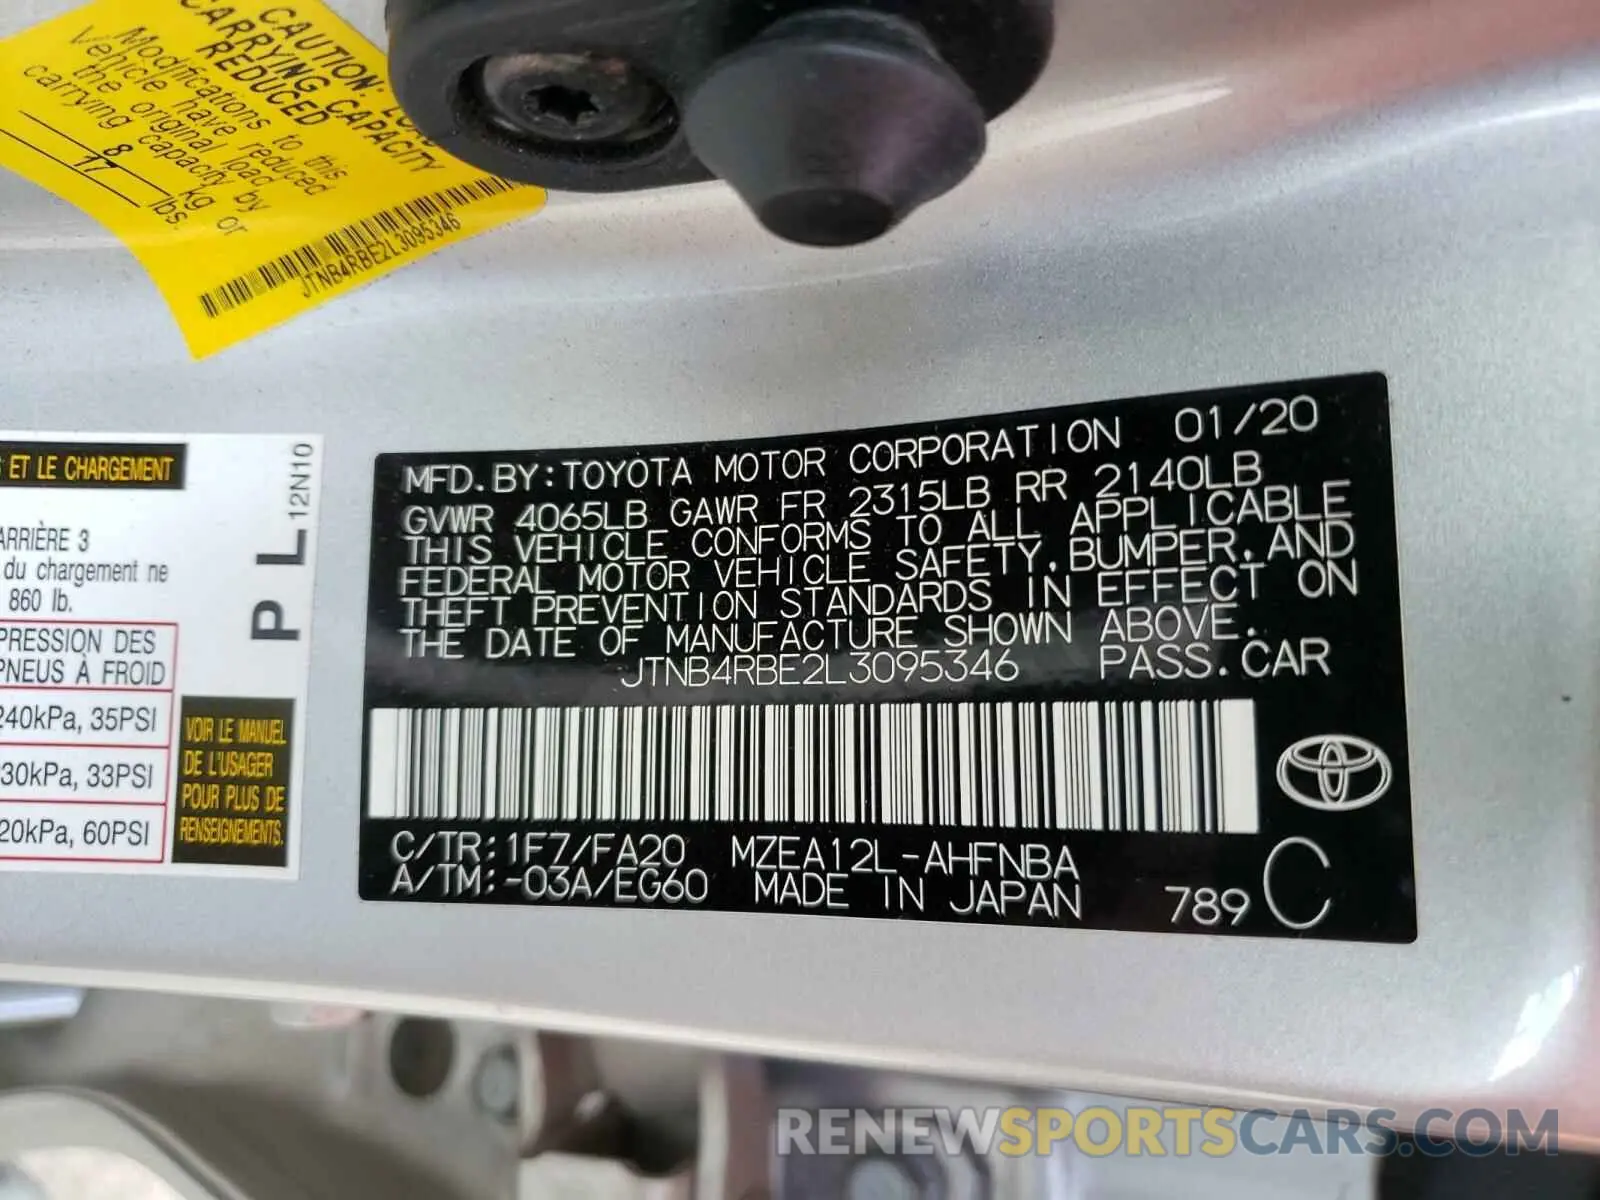 CAUTION:
CARRYING CAPACITY
REDUCED
Modifications to this
vehicle have reduced
the original load
carrying capacity by
8 kg or
17 lbs.
JTNB4RBE2L3095346
ET LE CHARGEMENT
ARRIÈRE 3
du chargement ne
860 lb.
PRESSION DES
PNEUS À FROID
240kPa, 35PSI
30kPa, 33PSI
20kPa, 60PSI
P L 12N10
VOIR LE MANUEL
DE L'USAGER
POUR PLUS DE
RENSEIGNEMENTS.
MFD. BY: TOYOTA MOTOR CORPORATION 01/20
GVWR 4065LB GAWR FR 2315LB RR 2140LB
THIS VEHICLE CONFORMS TO ALL APPLICABLE
FEDERAL MOTOR VEHICLE SAFETY, BUMPER, AND
THEFT PREVENTION STANDARDS IN EFFECT ON
THE DATE OF MANUFACTURE SHOWN ABOVE.
JTNB4RBE2L3095346 PASS. CAR
C/TR: 1F7/FA20 MZEA12L-AHFNBA
A/TM: -03A/EG60 MADE IN JAPAN 789 C
RENEWSPORTSCARS.COM